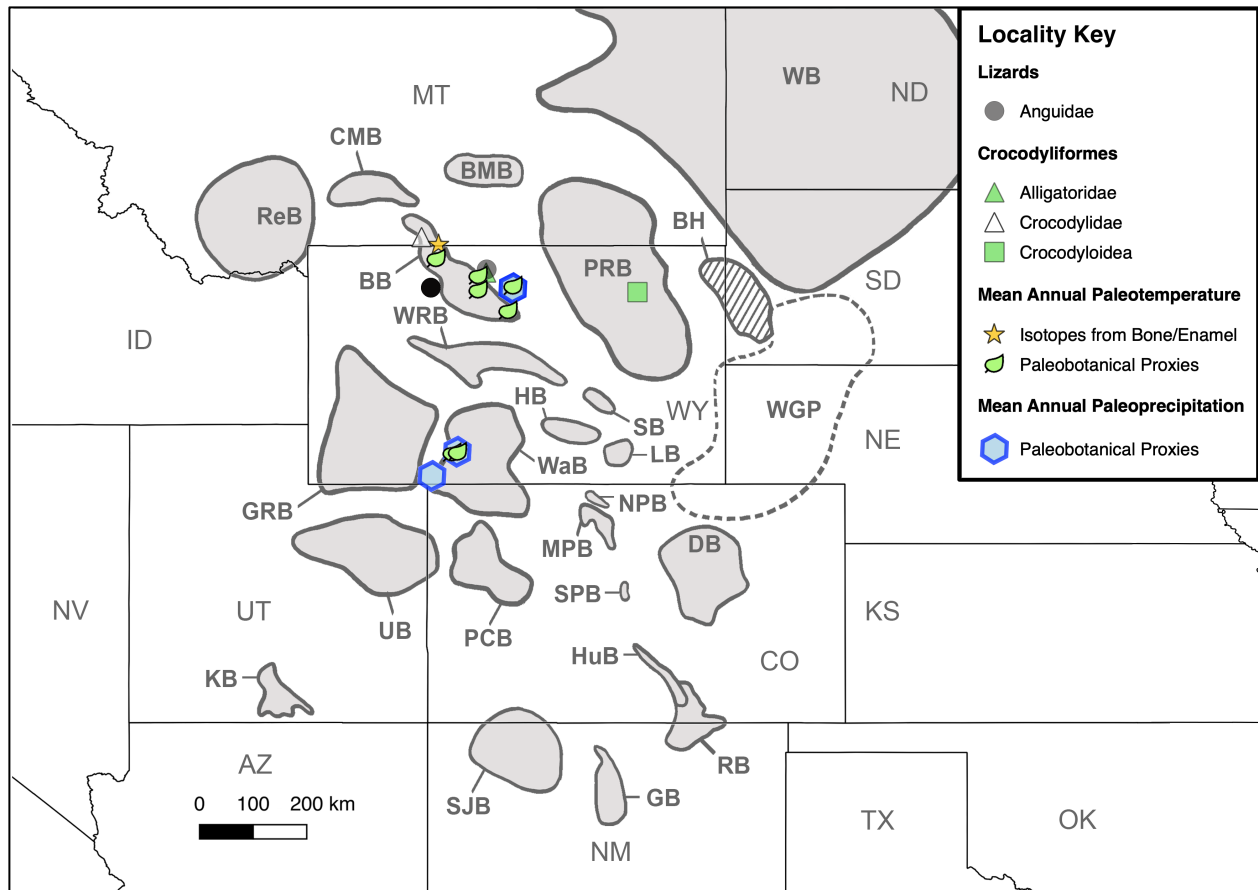 Locality Key
Lizards
Anguidae
Crocodyliformes
Alligatoridae
Crocodylidae
Crocodyloidea
Mean Annual Paleotemperature
Isotopes from Bone/Enamel
Paleobotanical Proxies
Mean Annual Paleoprecipitation
Paleobotanical Proxies
WB
ND
MT
CMB
BMB
ReB
BH
PRB
BB
SD
WRB
ID
HB
WY
WGP
SB
NE
LB
WaB
GRB
NPB
MPB
DB
SPB
NV
UT
KS
UB
PCB
HuB
CO
KB
AZ
RB
SJB
GB
0 100 200 km
TX
OK
NM